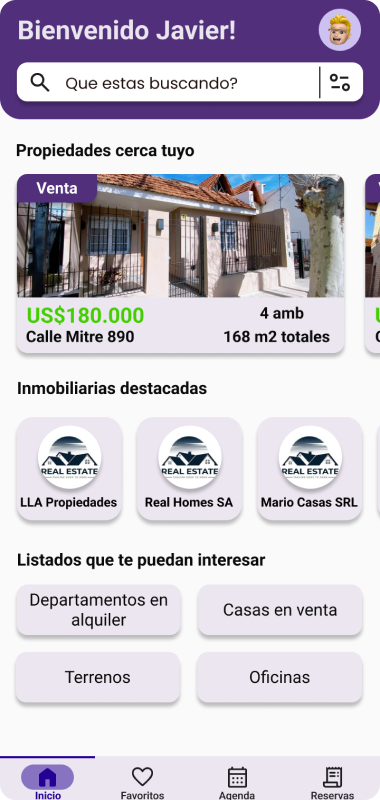 Bienvenido Javier!
Que estas buscando?
Propiedades cerca tuyo
Venta
US$180.000
4 amb
Calle Mitre 890
168 m2 totales
Inmobiliarias destacadas
REAL ESTATE
REAL ESTATE
REAL ESTATE
LLA Propiedades
Real Homes SA
Mario Casas SRL
Listados que te puedan interesar
Departamentos en
alquiler
Casas en venta
Terrenos
Oficinas
Inicio
Favoritos
Agenda
Reservas